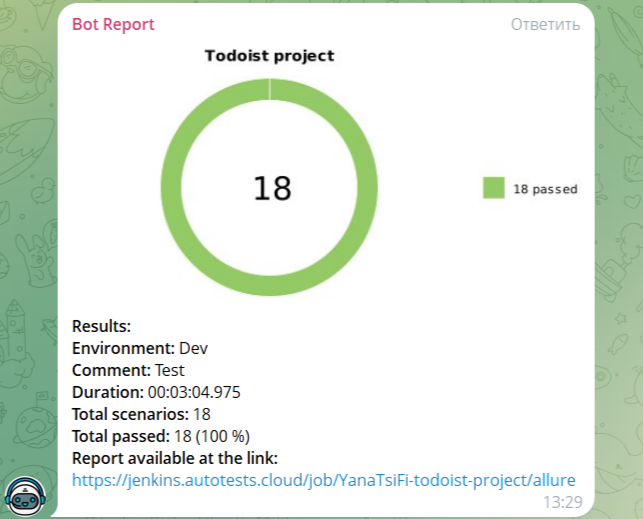 Bot Report
Ответить
Todoist project
18
18 passed
Results:
Environment: Dev
Comment: Test
Duration: 00:03:04.975
Total scenarios: 18
Total passed: 18 (100 %)
Report available at the link:
https://jenkins.autotests.cloud/job/YanaTsiFi-todoist-project/allure
13:29